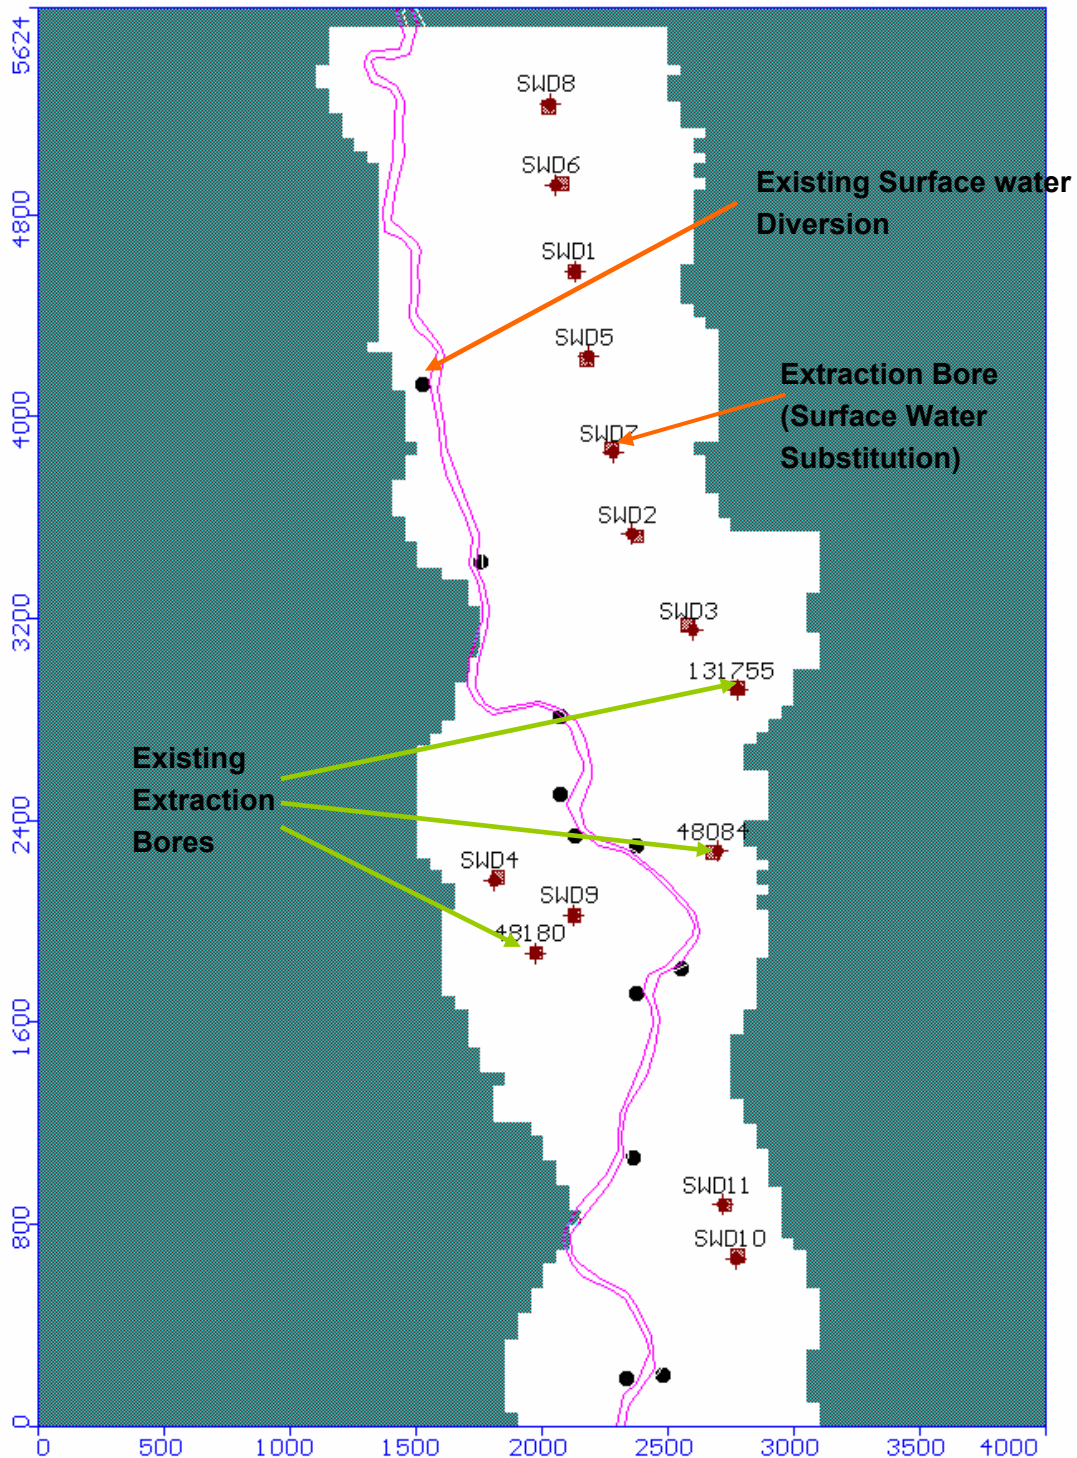 5624
SWD8
SWD6
Existing Surface water
Diversion
4800
SWD1
SWD5
Extraction Bore
(Surface Water
Substitution)
4000
SWD7
SWD2
3200
SWD3
131755
Existing
Extraction
Bores
2400
48084
SWD4
SWD9
48180
1600
SWD11
800
SWD10
0
0 500 1000 1500 2000 2500 3000 3500 4000